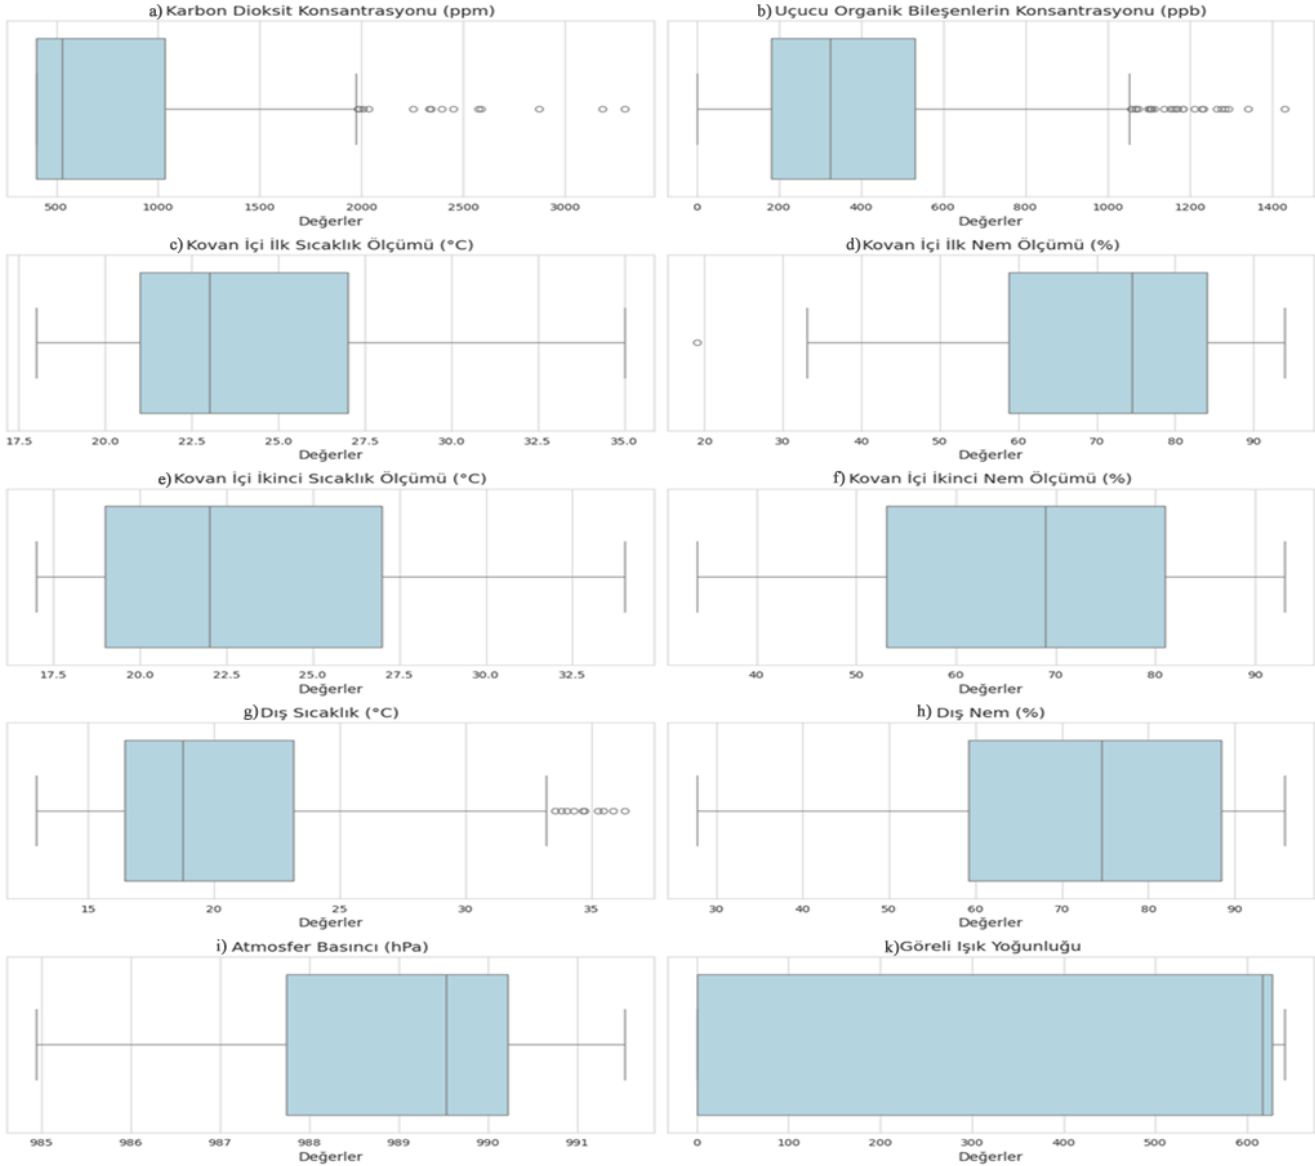 a) Karbon Dioksit Konsantrasyonu (ppm)
500 1000 1500 2000 2500 3000
Değerler
b) Uçucu Organik Bileşenlerin Konsantrasyonu (ppb)
0 200 400 600 800 1000 1200 1400
Değerler
c) Kovan İçi İlk Sıcaklık Ölçümü (°C)
17.5 20.0 22.5 25.0 27.5 30.0 32.5 35.0
Değerler
d) Kovan İçi İlk Nem Ölçümü (%)
20 30 40 50 60 70 80 90
Değerler
e) Kovan İçi İkinci Sıcaklık Ölçümü (°C)
17.5 20.0 22.5 25.0 27.5 30.0 32.5
Değerler
f) Kovan İçi İkinci Nem Ölçümü (%)
40 50 60 70 80 90
Değerler
g) Dış Sıcaklık (°C)
15 20 25 30 35
Değerler
h) Dış Nem (%)
30 40 50 60 70 80 90
Değerler
i) Atmosfer Basıncı (hPa)
985 986 987 988 989 990 991
Değerler
k) Göreli Işık Yoğunluğu
0 100 200 300 400 500 600
Değerler